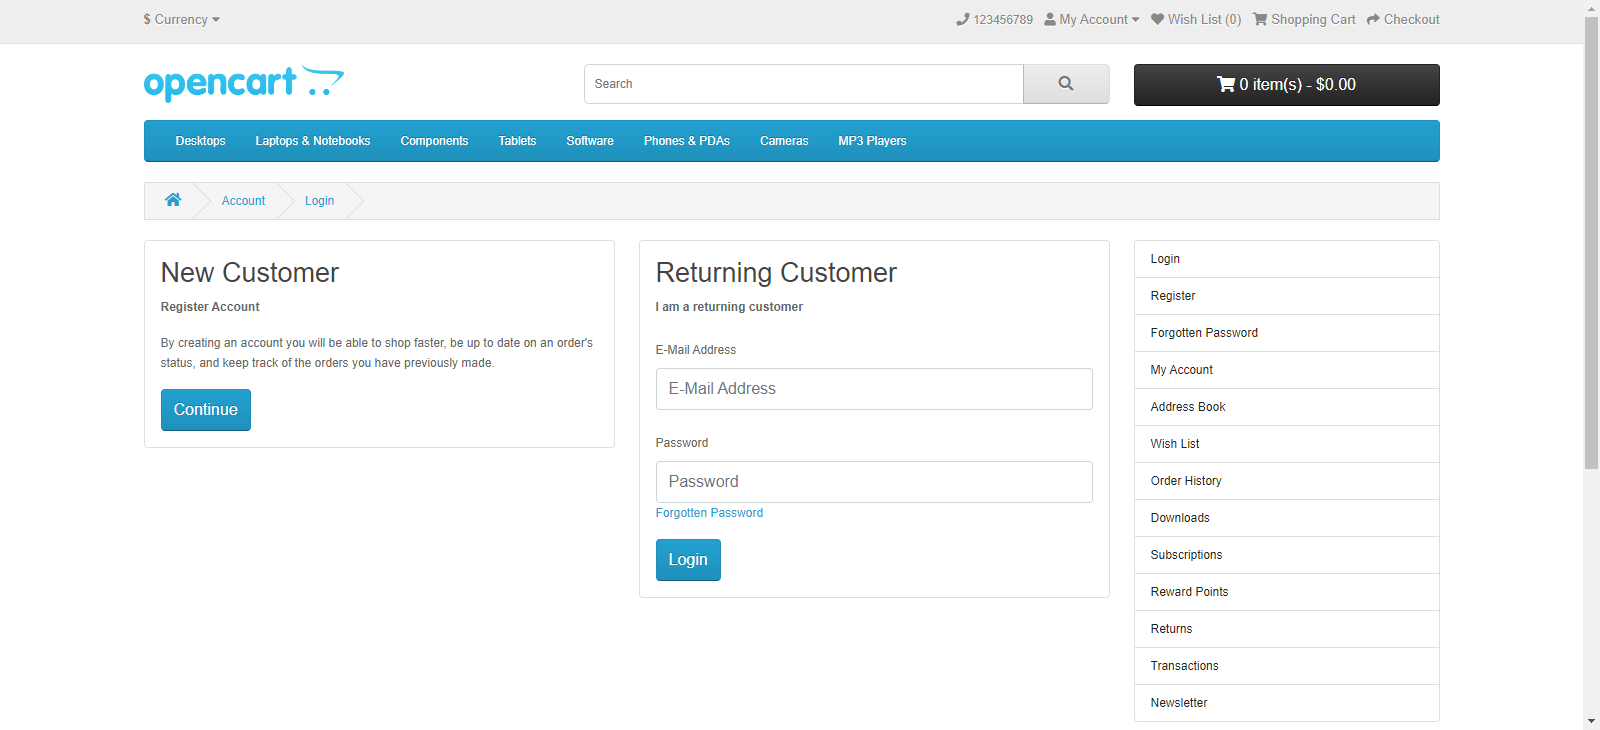 $ Currency
123456789 My Account Wish List (0) Shopping Cart Checkout
opencart
Search
0 item(s) - $0.00
Desktops Laptops & Notebooks Components Tablets Software Phones & PDAs Cameras MP3 Players
Account Login
New Customer
Register Account
By creating an account you will be able to shop faster, be up to date on an order's
status, and keep track of the orders you have previously made.
Continue
Returning Customer
I am a returning customer
E-Mail Address
E-Mail Address
Password
Password
Forgotten Password
Login
Login
Register
Forgotten Password
My Account
Address Book
Wish List
Order History
Downloads
Subscriptions
Reward Points
Returns
Transactions
Newsletter